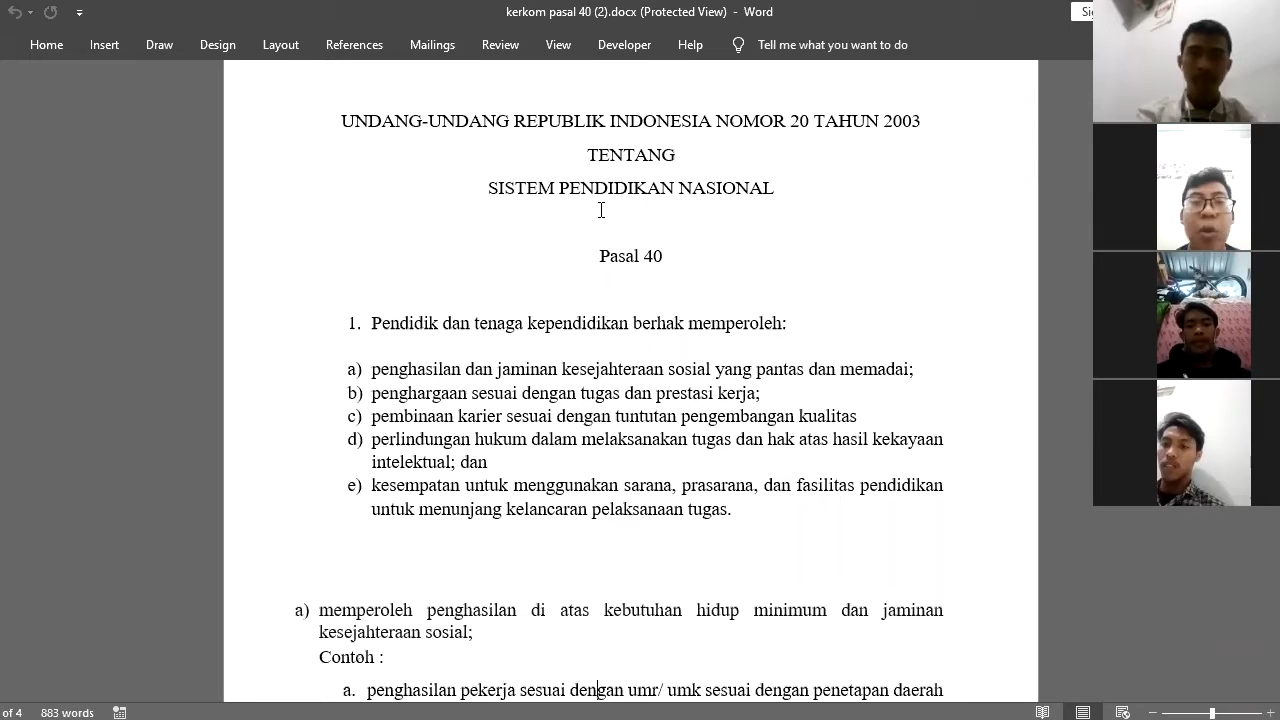 kerkom pasal 40 (2).docx (Protected View) - Word
Home Insert Draw Design Layout References Mailings Review View Developer Help Tell me what you want to do
UNDANG-UNDANG REPUBLIK INDONESIA NOMOR 20 TAHUN 2003
TENTANG
SISTEM PENDIDIKAN NASIONAL
Pasal 40
1. Pendidik dan tenaga kependidikan berhak memperoleh:
a) penghasilan dan jaminan kesejahteraan sosial yang pantas dan memadai;
b) penghargaan sesuai dengan tugas dan prestasi kerja;
c) pembinaan karier sesuai dengan tuntutan pengembangan kualitas
d) perlindungan hukum dalam melaksanakan tugas dan hak atas hasil kekayaan
intelektual; dan
e) kesempatan untuk menggunakan sarana, prasarana, dan fasilitas pendidikan
untuk menunjang kelancaran pelaksanaan tugas.
a) memperoleh penghasilan di atas kebutuhan hidup minimum dan jaminan
kesejahteraan sosial;
Contoh :
a. penghasilan pekerja sesuai dengan umr/ umk sesuai dengan penetapan daerah
of 4 883 words